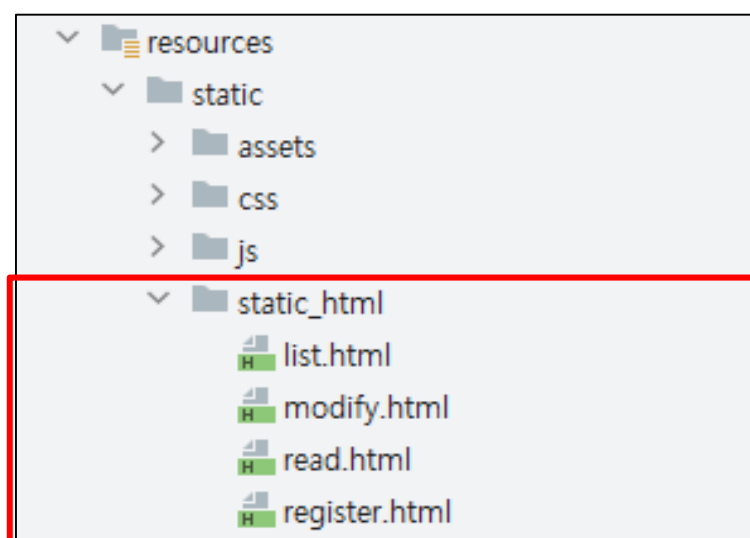 resources
static
assets
css
js
static_html
list.html
modify.html
read.html
register.html